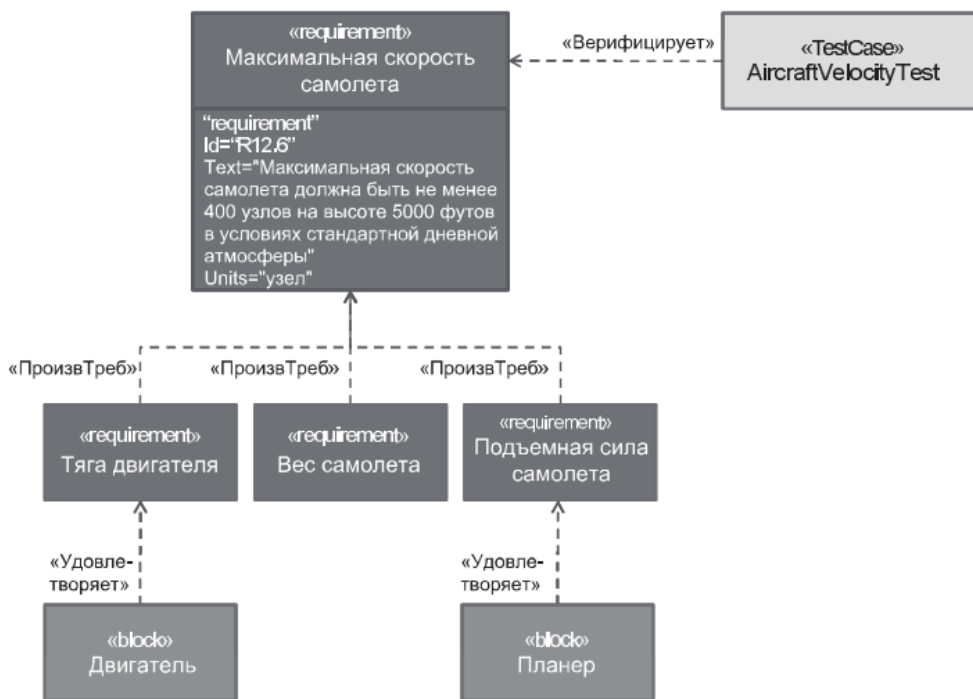 «requirement»
Максимальная скорость
самолета
«Верифицирует»
«TestCase»
AircraftVelocityTest
“requirement”
Id=“R12.6”
Text="Максимальная скорость
самолета должна быть не менее
400 узлов на высоте 5000 футов
в условиях стандартной дневной
атмосферы"
Units="узел"
«ПроизвТреб»
«ПроизвТреб»
«ПроизвТреб»
«requirement»
Тяга двигателя
«requirement»
Вес самолета
«requirement»
Подъемная сила
самолета
«Удовле-
творяет»
«Удовле-
творяет»
«block»
Двигатель
«block»
Планер